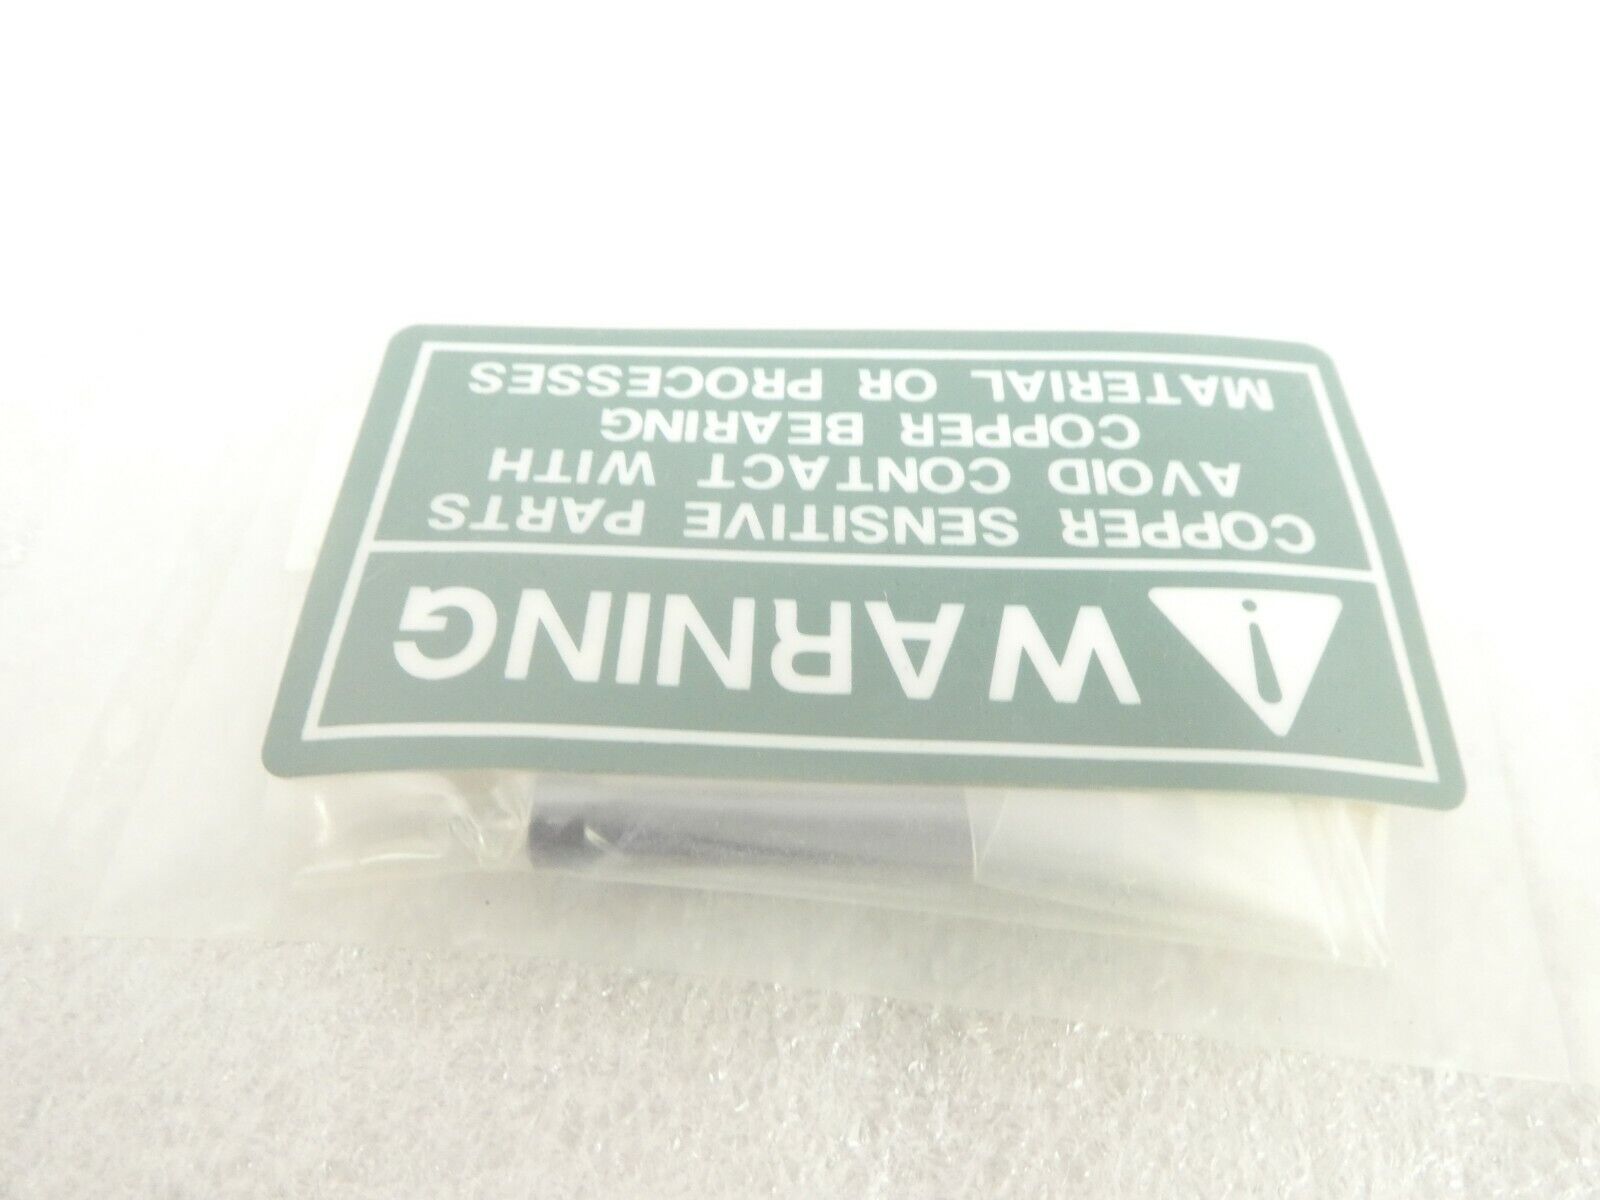 WARNING
COPPER SENSITIVE PARTS
AVOID CONTACT WITH
COPPER BEARING
MATERIAL OR PROCESSES